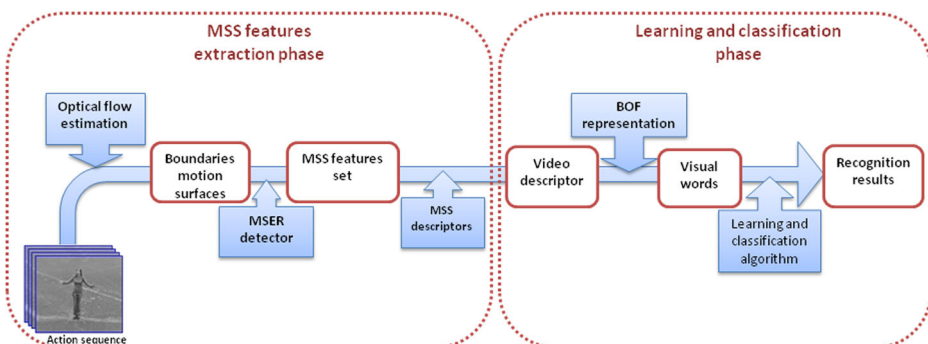 MSS features
extraction phase
Learning and classification
phase
Optical flow
estimation
BOF
representation
Boundaries
motion
surfaces
MSS features
set
Video
descriptor
Visual
words
Recognition
results
MSER
detector
MSS
descriptors
Learning and
classification
algorithm
Action sequence